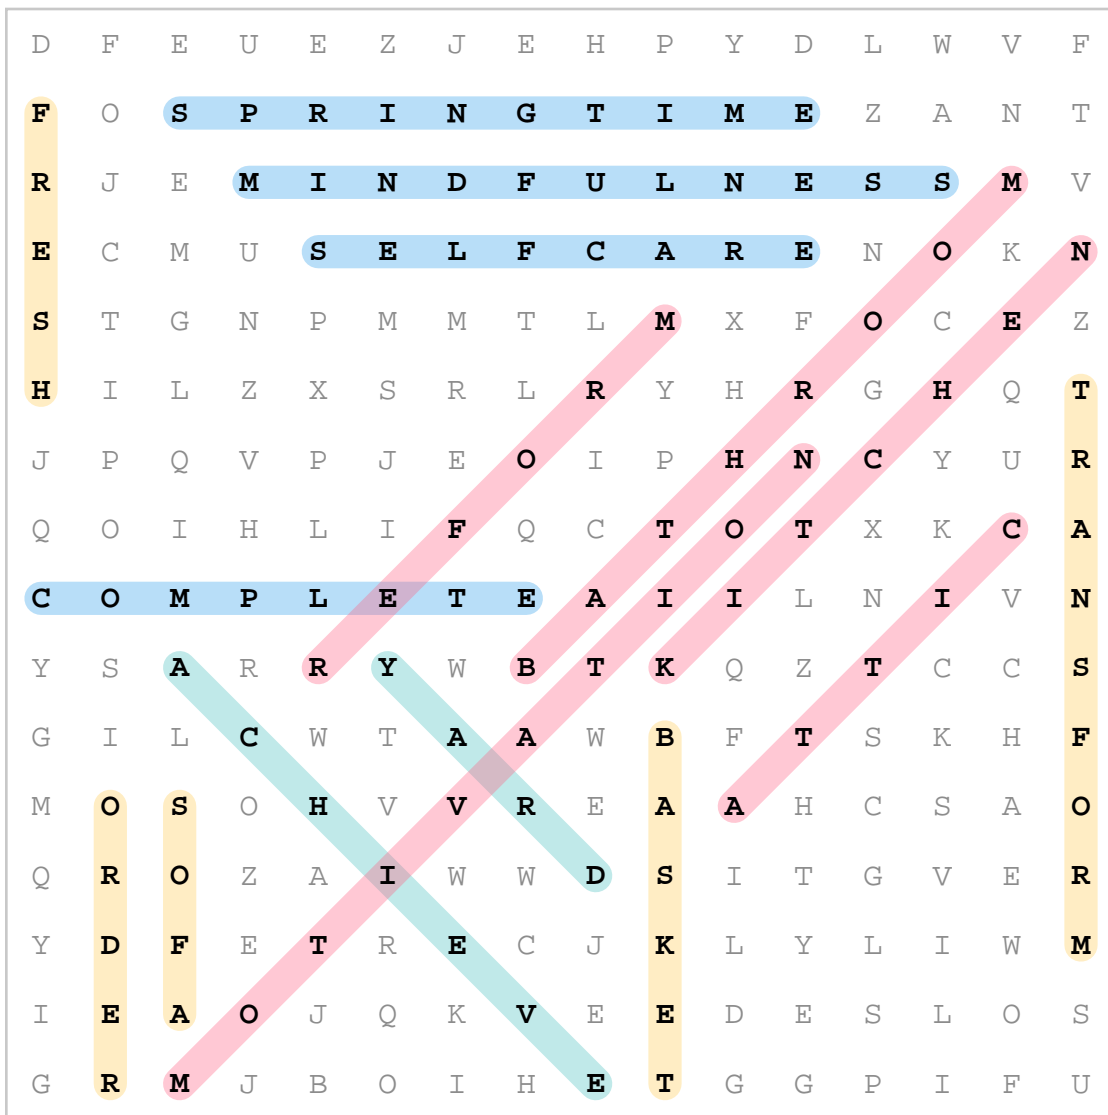 D F E U E Z J E H P Y D L W V F
F O S P R I N G T I M E Z A N T
R J E M I N D F U L N E S S M V
E C M U S E L F C A R E N O K N
S T G N P M M T L M X F O C E Z
H I L Z X S R L R Y H R G H Q T
J P Q V P J E O I P H N C Y U R
Q O I H L I F Q C T O T X K C A
C O M P L E T E A I I L N I V N
Y S A R R Y W B T K Q Z T C C S
G I L C W T A A W B F T S K H F
M O S O H V V R E A A H C S A O
Q R O Z A I W W D S I T G V E R
Y D F E T R E C J K L Y L I W M
I E A O J Q K V E E D E S L O S
G R M J B O I H E T G G P I F U